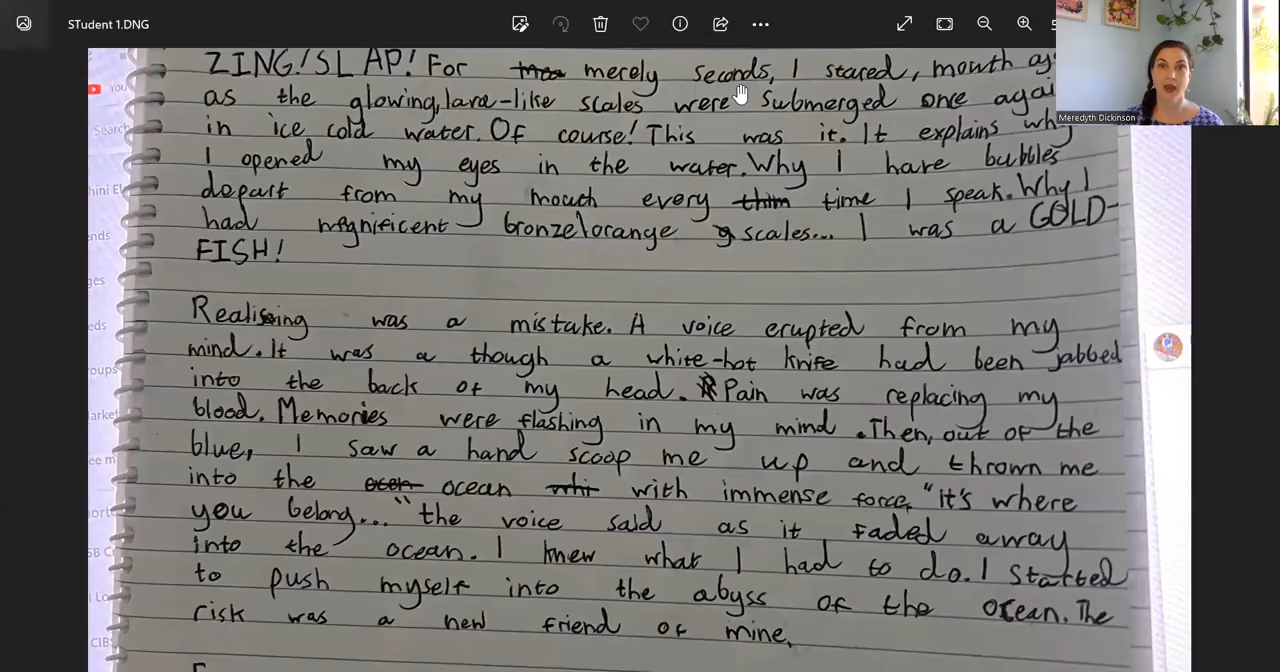 STudent 1.DNG
ZING! SLAP! For merely seconds, I stared, mouth
as the glowing, lava-like scales were submerged once
in ice cold water. Of course! This was it. It explains why
I opened my eyes in the water. Why I have bubbles
depart from my mouth every time I speak. Why I
had magnificent bronze/orange scales... I was a GOLD-
FISH!
Realising was a mistake. A voice erupted from my
mind. It was a though a white-hot knife had been jabbed
into the back of my head. Pain was replacing my
blood. Memories were flashing in my mind. Then, out of the
blue, I saw a hand scoop me up and thrown me
into the ocean with immense force, "It's where
you belong..." the voice said as it faded away
into the ocean. I knew what I had to do. I started
to push myself into the abyss of the ocean. The
risk was a new friend of mine,
Meredyth Dickinson